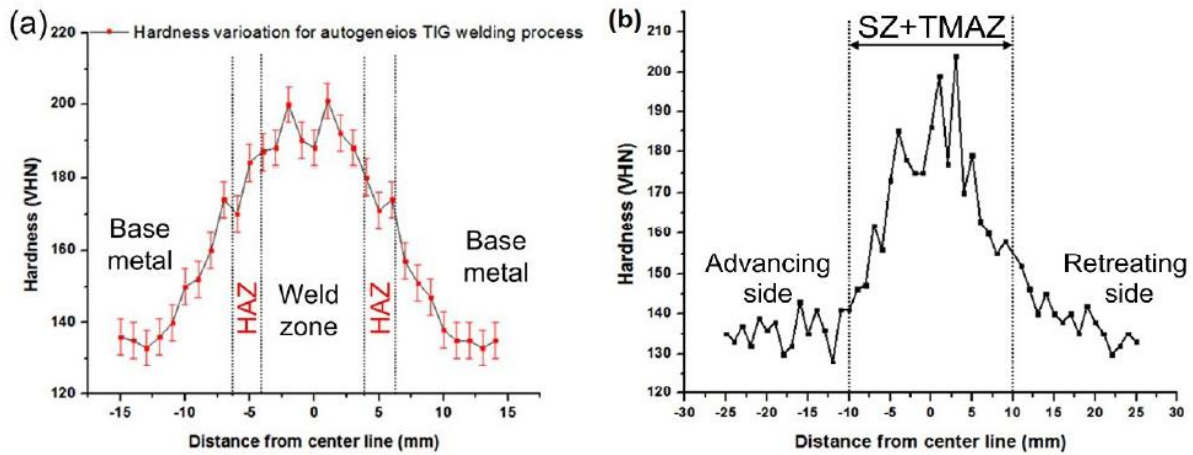 (a)
Hardness varioation for autogeneios TIG welding process
220
200
180
160
140
120
Hardness (VHN)
Base
metal
HAZ
Weld
zone
HAZ
Base
metal
-15
-10
-5
0
5
10
15
Distance from center line (mm)
(b)
SZ+TMAZ
210
200
190
180
170
160
150
140
130
120
Hardness (VHN)
Advancing
side
Retreating
side
-30
-25
-20
-15
-10
-5
0
5
10
15
20
25
30
Distance from center line (mm)